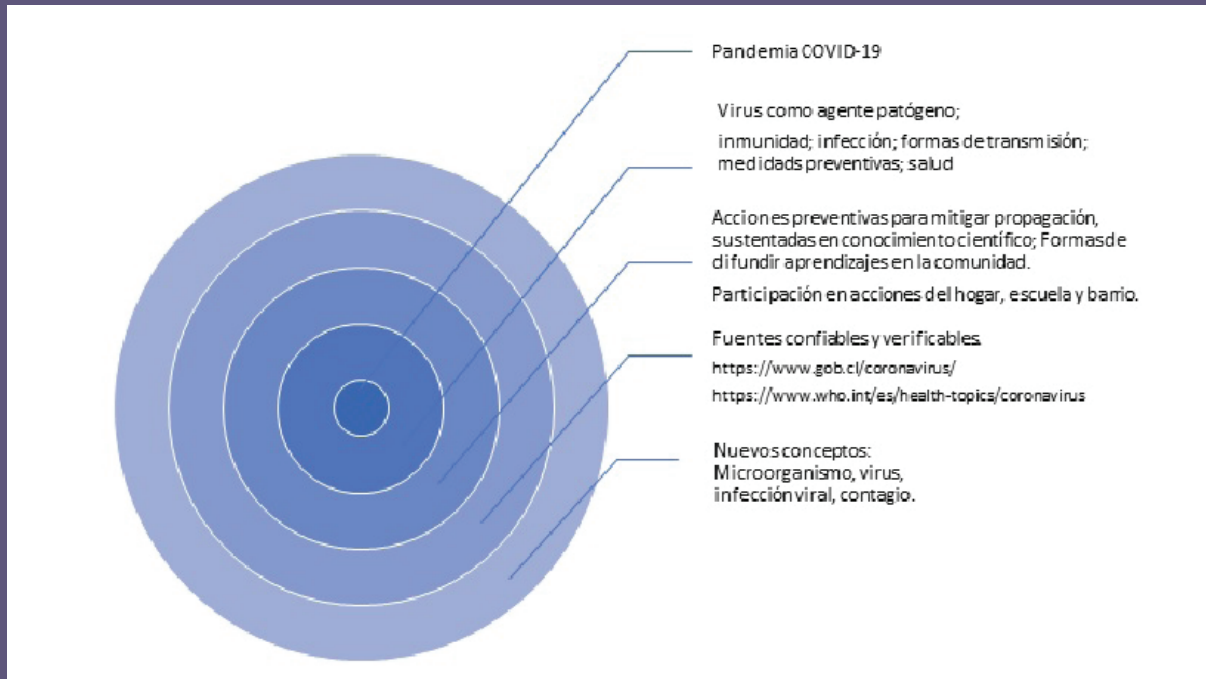 Pandemia COVID-19
Virus como agente patógeno;
inmunidad; infección; formas de transmisión;
medidads preventivas; salud
Acciones preventivas para mitigar propagación,
sustentadas en conocimiento científico; Formas de
difundir aprendizajes en la comunidad.
Participación en acciones del hogar, escuela y barrio.
Fuentes confiables y verificables.
https://www.gob.cl/coronavirus/
https://www.who.int/es/health-topics/coronavirus
Nuevos conceptos:
Microorganismo, virus,
infección viral, contagio.